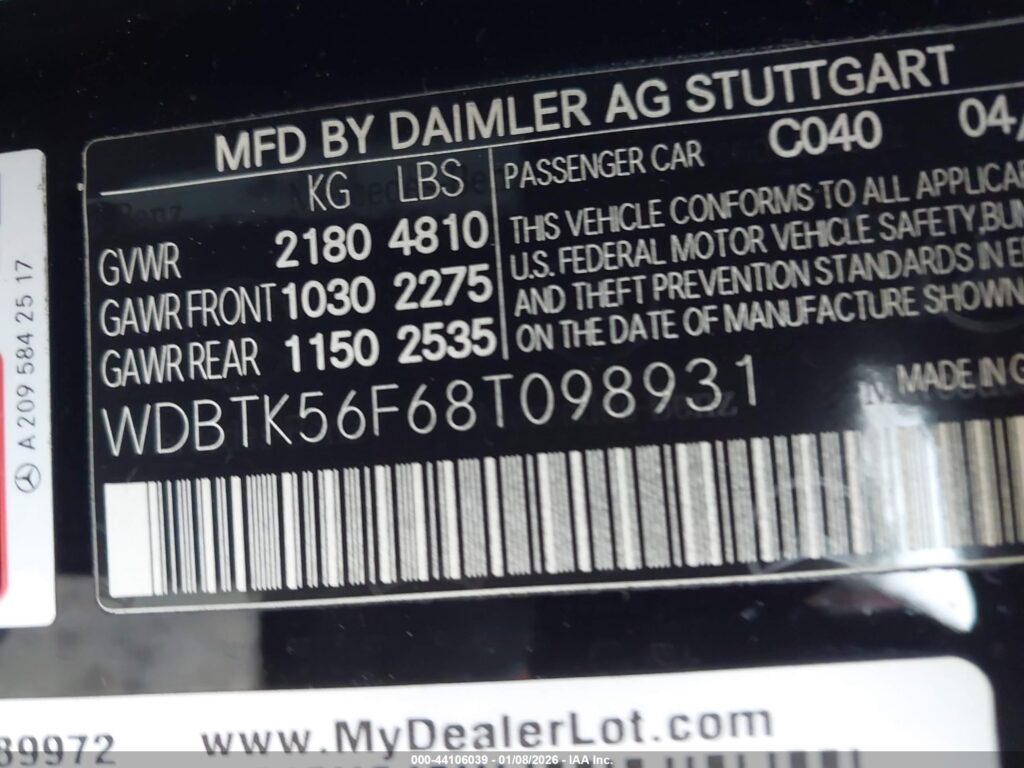 MFD BY DAIMLER AG STUTTGART
KG LBS
GVWR 2180 4810
GAWR FRONT 1030 2275
GAWR REAR 1150 2535
PASSENGER CAR C040 04
THIS VEHICLE CONFORMS TO ALL
U.S. FEDERAL MOTOR VEHICLE SAFETY,
AND THEFT PREVENTION STANDARDS IN
ON THE DATE OF MANUFACTURE SHOWN
WDBTK56F68T098931
MADE IN
A 209 584 25 17
89972
www.MyDealerLot.com
000-44106039 - 01/08/2026 - IAA Inc.